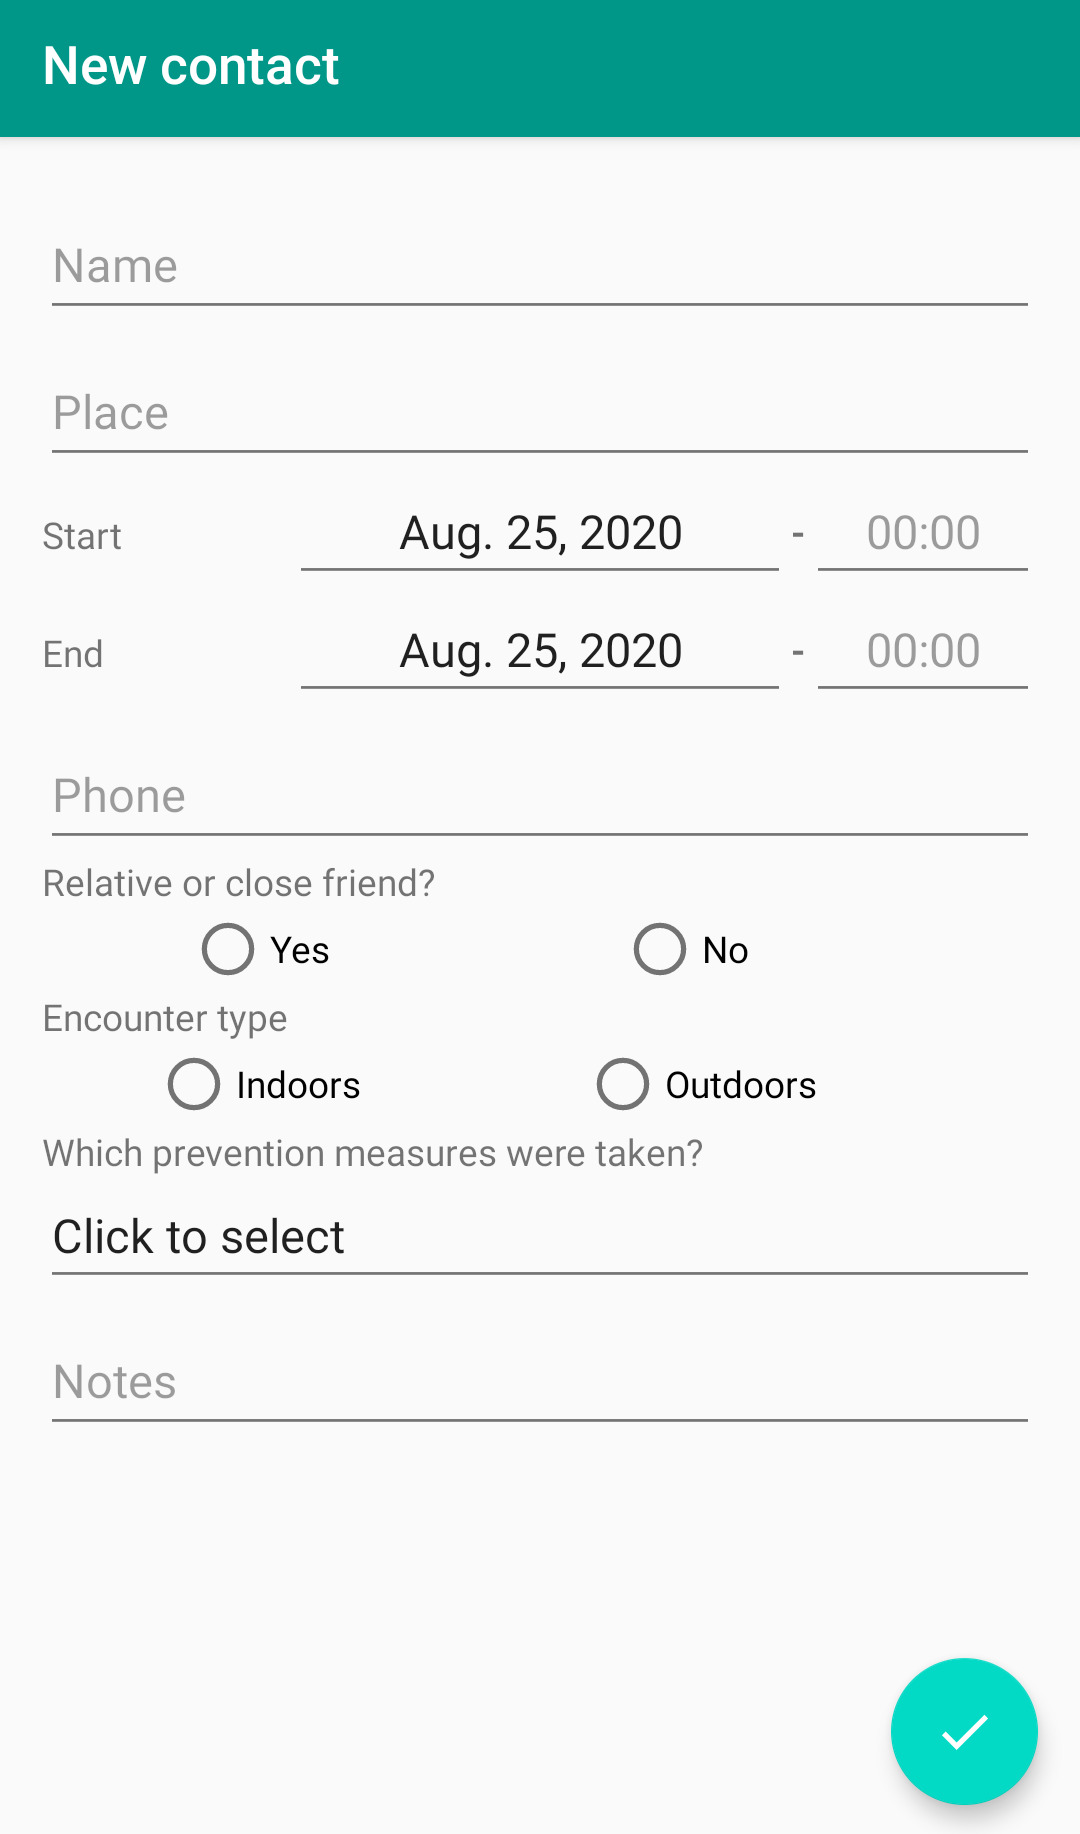 New contact
Name
Place
Start Aug. 25, 2020 - 00:00
End Aug. 25, 2020 - 00:00
Phone
Relative or close friend?
Yes No
Encounter type
Indoors Outdoors
Which prevention measures were taken?
Click to select
Notes